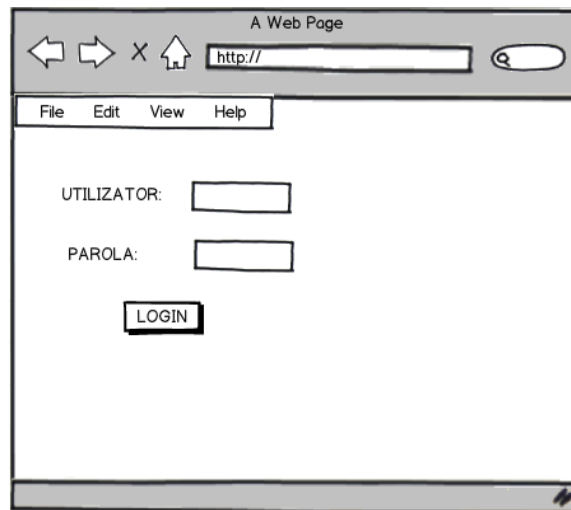 A Web Page
http://
File Edit View Help
UTILIZATOR:
PAROLA:
LOGIN